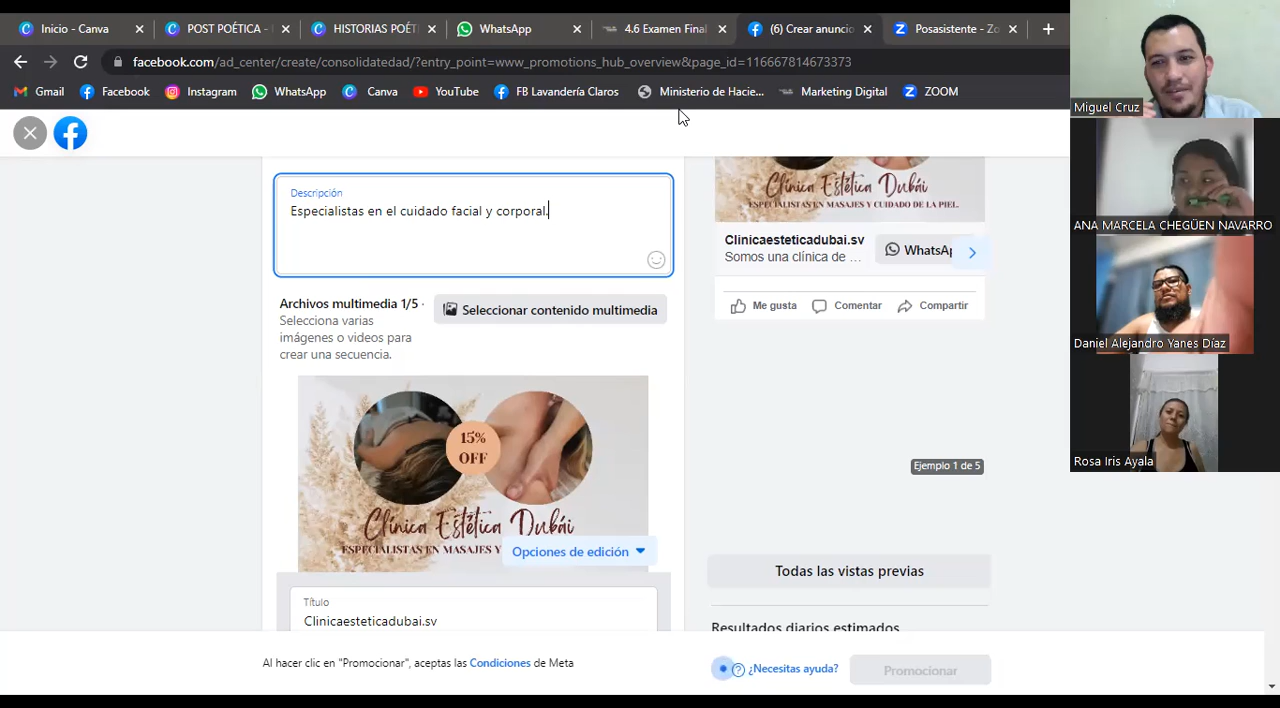 Inicio - Canva
POST POÉTICA -
HISTORIAS POÉT
WhatsApp
4.6 Examen Final
(6) Crear anuncio
Posasistente - Zo
facebook.com/ad_center/create/consolidatedad/?entry_point=www_promotions_hub_overview&page_id=116667814673373
Gmail
Facebook
Instagram
WhatsApp
Canva
YouTube
FB Lavandería Claros
Ministerio de Hacie...
Marketing Digital
ZOOM
Descripción
Especialistas en el cuidado facial y corporal.
Archivos multimedia 1/5 ·
Selecciona varias
imágenes o videos para
crear una secuencia.
Seleccionar contenido multimedia
15%
OFF
Clínica Estética Dubái
ESPECIALISTAS EN MASAJES Y
Opciones de edición
Título
Clinicaesteticadubai.sv
Clínica Estética Dubái
ESPECIALISTAS EN MASAJES Y CUIDADO DE LA PIEL.
Clinicaesteticadubai.sv
Somos una clínica de ...
WhatsAp
Me gusta
Comentar
Compartir
Ejemplo 1 de 5
Todas las vistas previas
Resultados diarios estimados
Al hacer clic en "Promocionar", aceptas las Condiciones de Meta
¿Necesitas ayuda?
Promocionar
Miguel Cruz
ANA MARCELA CHEGÜEN NAVARRO
Daniel Alejandro Yanes Díaz
Rosa Iris Ayala